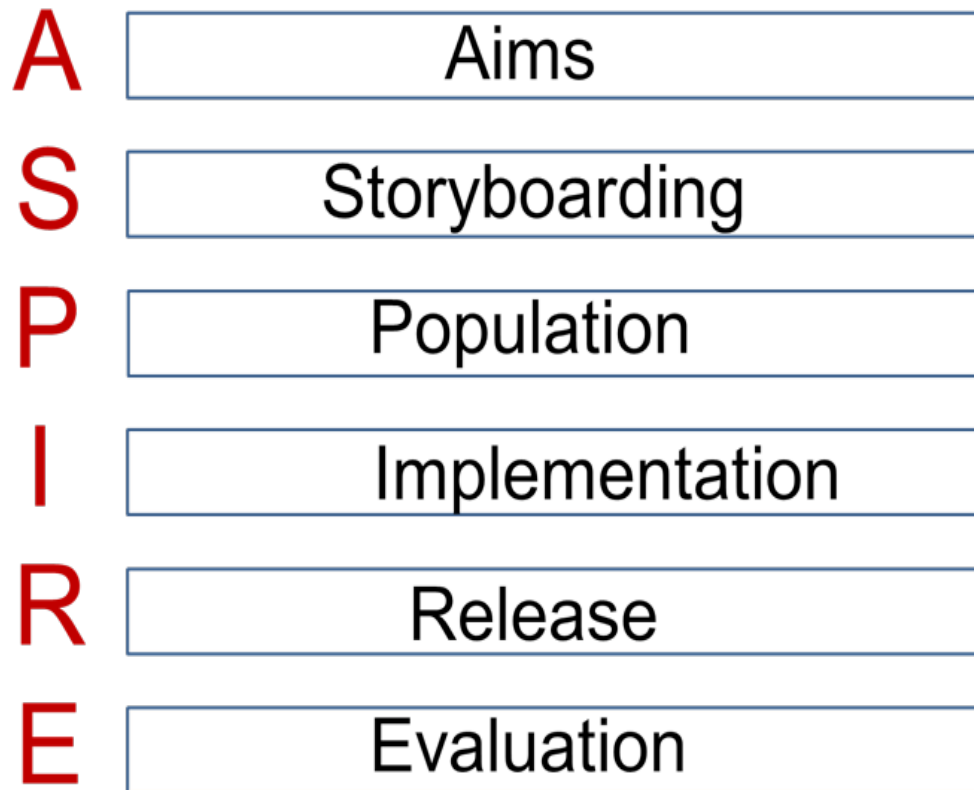 A Aims
S Storyboarding
P Population
I Implementation
R Release
E Evaluation